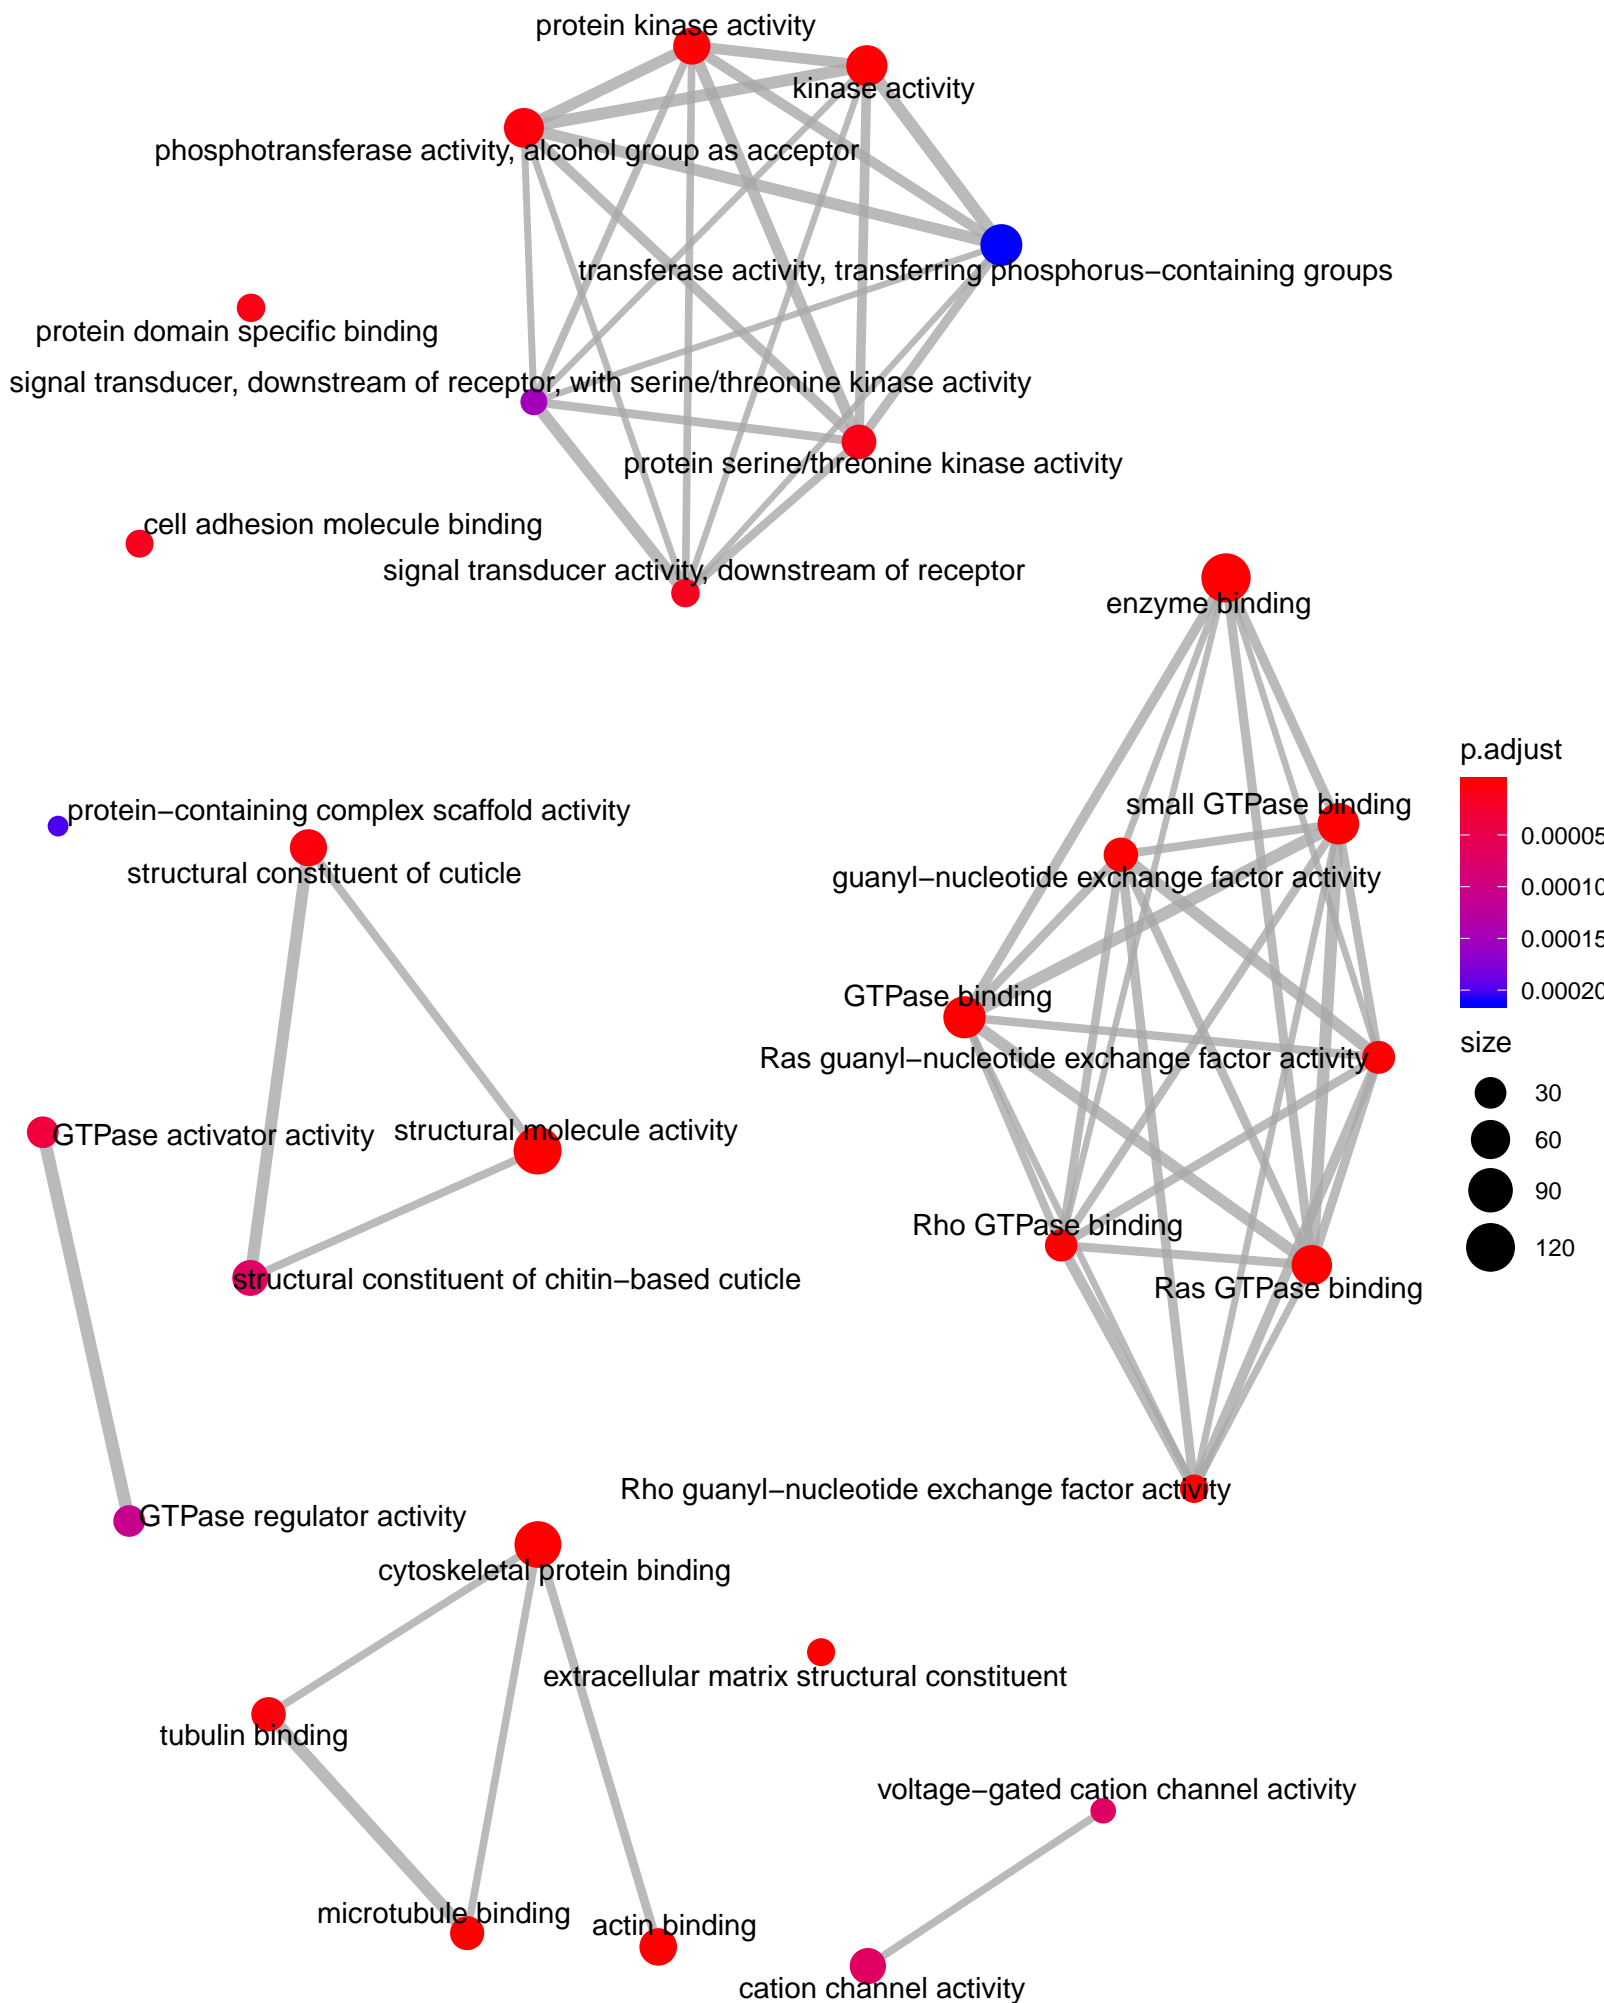 protein kinase activity
kinase activity
phosphotransferase activity, alcohol group as acceptor
transferase activity, transferring phosphorus−containing groups
protein domain specific binding
signal transducer, downstream of receptor, with serine/threonine kinase activity
protein serine/threonine kinase activity
cell adhesion molecule binding
signal transducer activity, downstream of receptor
enzyme binding
p.adjust
protein−containing complex scaffold activity
small GTPase binding
0.00005
structural constituent of cuticle
guanyl−nucleotide exchange factor activity
0.00010
0.00015
GTPase binding
0.00020
size
Ras guanyl−nucleotide exchange factor activity
30
GTPase activator activity
structural molecule activity
60
90
Rho GTPase binding
120
structural constituent of chitin−based cuticle
Ras GTPase binding
Rho guanyl−nucleotide exchange factor activity
GTPase regulator activity
cytoskeletal protein binding
extracellular matrix structural constituent
tubulin binding
voltage−gated cation channel activity
microtubule binding
actin binding
cation channel activity